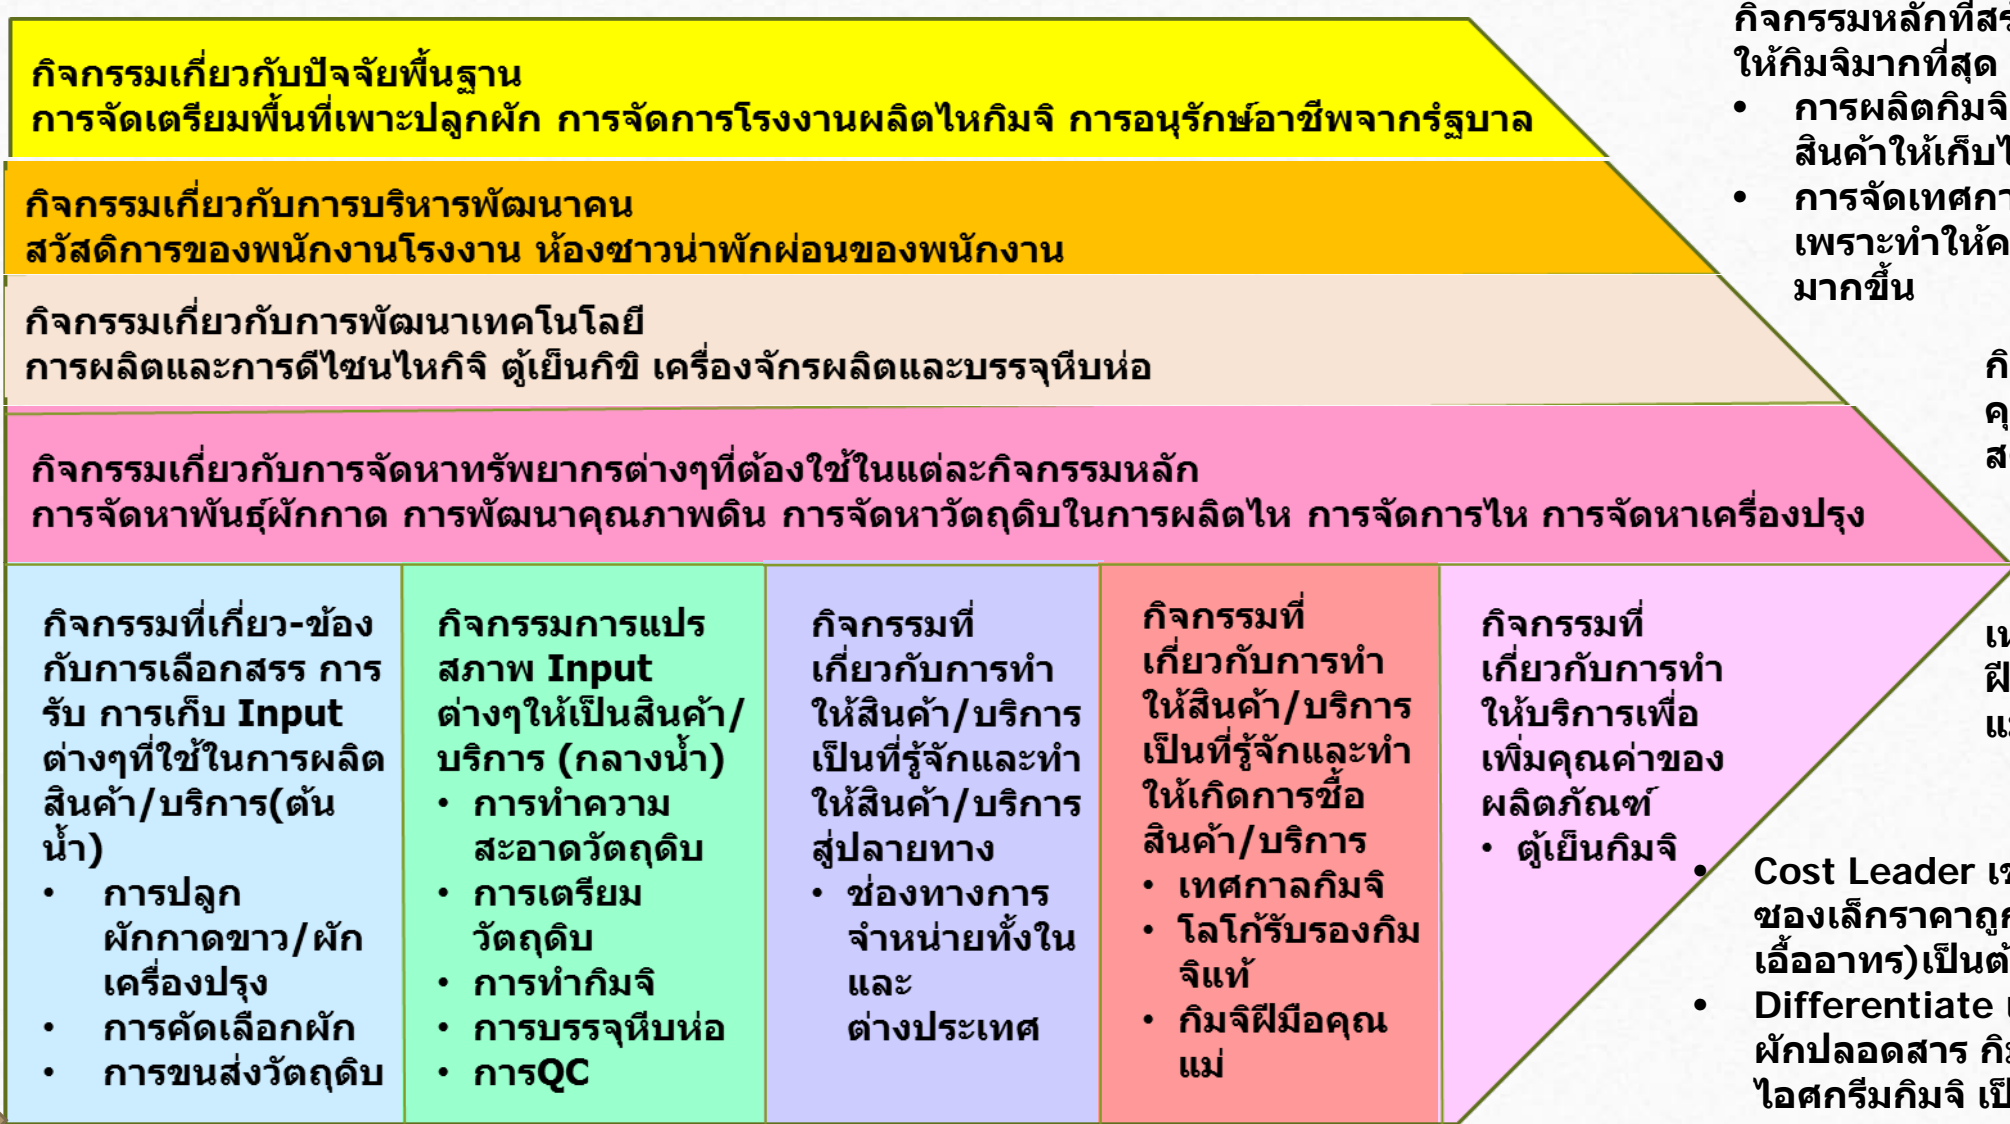 กิจกรรมเกี่ยวกับปัจจัยพื้นฐาน
การจัดเตรียมพื้นที่เพาะปลูกผัก การจัดการโรงงานผลิตไหกิมจิ การอนุรักษ์อาชีพจากรํฐบาล
กิจกรรมเกี่ยวกับการบริหารพัฒนาคน
สวัสดิการของพนักงานโรงงาน ห้องซาวน่าพักผ่อนของพนักงาน
กิจกรรมเกี่ยวกับการพัฒนาเทคโนโลยี
การผลิตและการดีไซนไหกิจิ ตู้เย็นกิขิ เครื่องจักรผลิตและบรรจุหีบห่อ
กิจกรรมเกี่ยวกับการจัดหาทรัพยากรต่างๆที่ต้องใช้ในแต่ละกิจกรรมหลัก
การจัดหาพันธุ์ผักกาด การพัฒนาคุณภาพดิน การจัดหาวัตถุดิบในการผลิตไห การจัดการไห การจัดหาเครื่องปรุง
กิจกรรมที่เกี่ยว-ข้อง
กับการเลือกสรร การ
รับ การเก็บ Input
ต่างๆที่ใช้ในการผลิต
สินค้า/บริการ(ต้น
น้ำ)
• การปลูก
ผักกาดขาว/ผัก
เครื่องปรุง
• การคัดเลือกผัก
• การขนส่งวัตถุดิบ
กิจกรรมการแปร
สภาพ Input
ต่างๆให้เป็นสินค้า/
บริการ (กลางน้ำ)
• การทำความ
สะอาดวัตถุดิบ
• การเตรียม
วัตถุดิบ
• การทำกิมจิ
• การบรรจุหีบห่อ
• การQC
กิจกรรมที่
เกี่ยวกับการทำ
ให้สินค้า/บริการ
เป็นที่รู้จักและทำ
ให้สินค้า/บริการ
สู่ปลายทาง
• ช่องทางการ
จำหน่ายทั้งใน
และ
ต่างประเทศ
กิจกรรมที่
เกี่ยวกับการทำ
ให้สินค้า/บริการ
เป็นที่รู้จักและทำ
ให้เกิดการซื้อ
สินค้า/บริการ
• เทศกาลกิมจิ
• โลโก้รับรองกิม
จิแท้
• กิมจิฝีมือคุณ
แม่
กิจกรรมที่
เกี่ยวกับการทำ
ให้บริการเพื่อ
เพิ่มคุณค่าของ
ผลิตภัณฑ์
• ตู้เย็นกิมจิ
กิจกรรมหลักที่
ให้กิมจิมากที่สุด
• การผลิตกิมจิ
สินค้าให้เก็บ
• การจัด
เพราะทำให้
มากขึ้น
• Cost Leader
ซองเล็กราคา
เอื้ออาทร)เป็น
• Differentiate
ผักปลอดสาร
ไอศกรีมกิมจิ